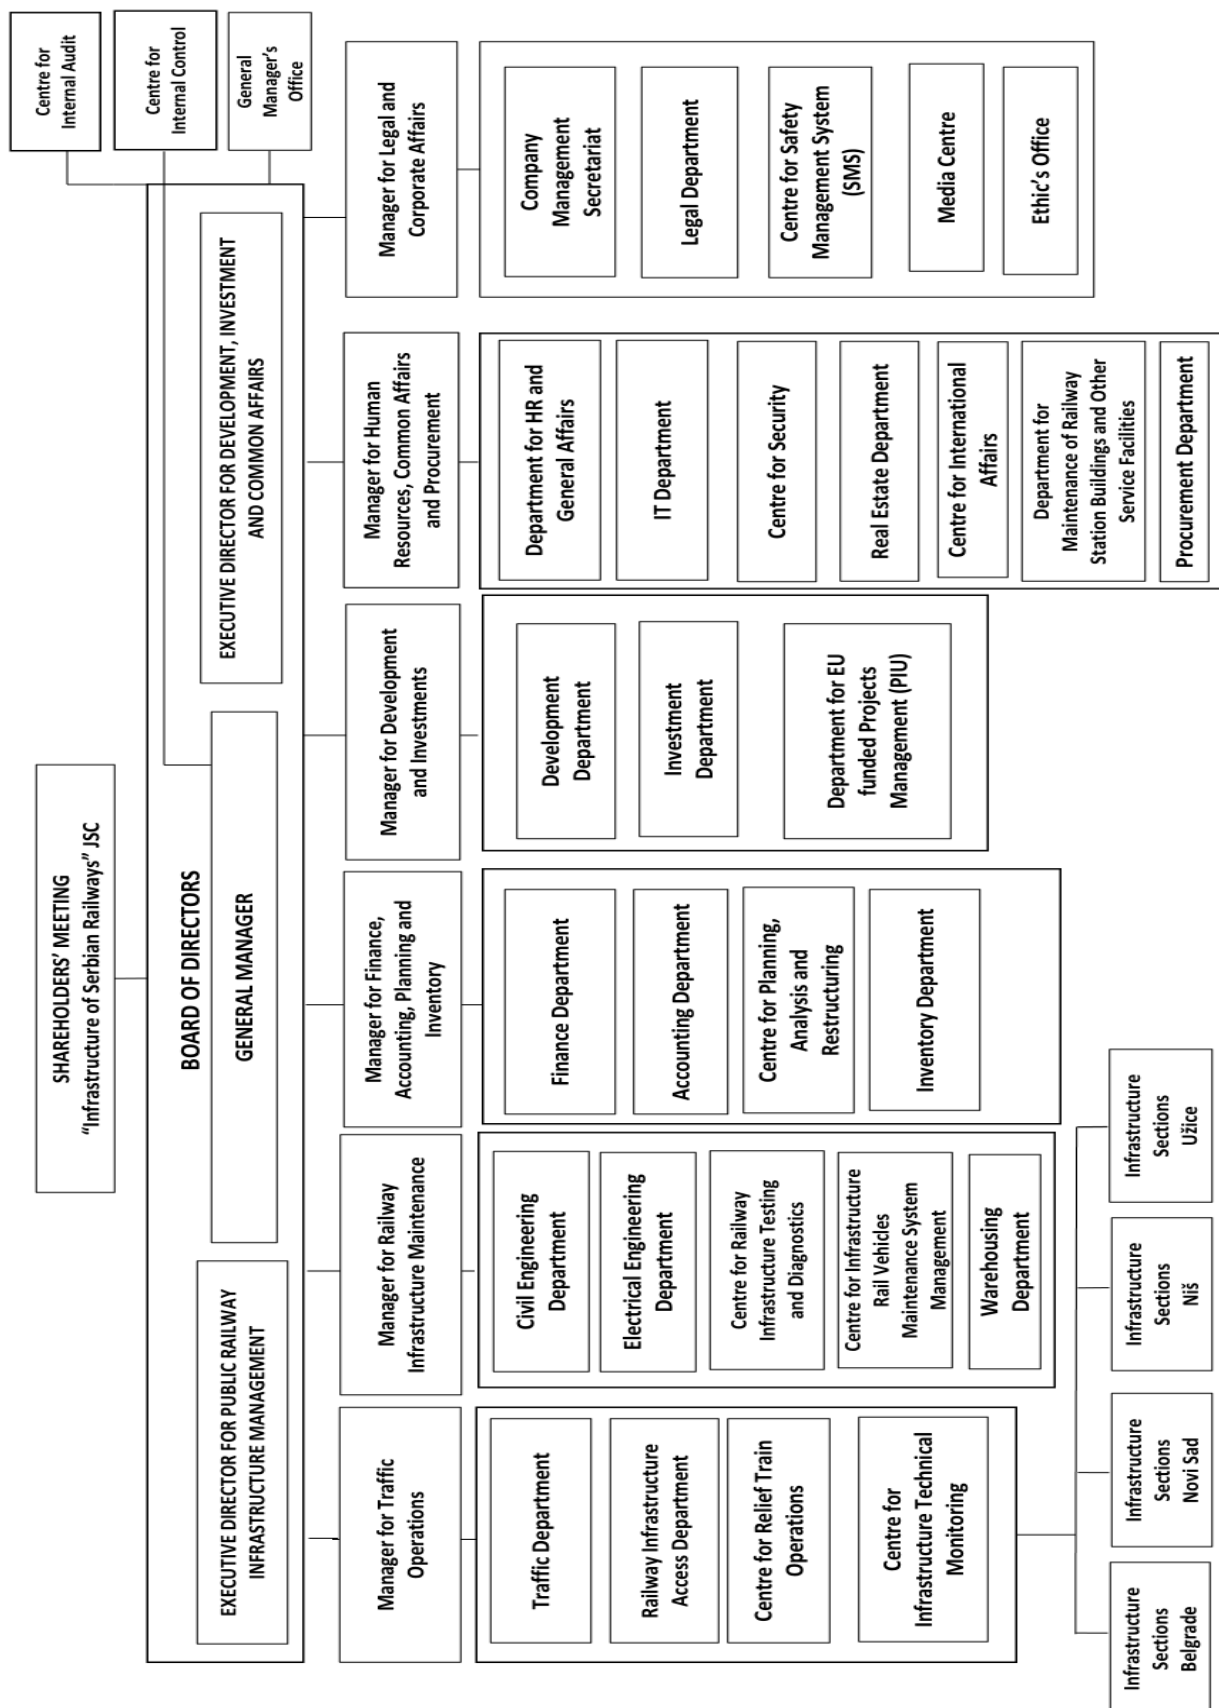 SHAREHOLDERS' MEETING
“Infrastructure of Serbian Railways” JSC
Centre for
Internal Audit
Centre for
Internal Control
General
Manager's
Office
BOARD OF DIRECTORS
EXECUTIVE DIRECTOR FOR PUBLIC RAILWAY
INFRASTRUCTURE MANAGEMENT
GENERAL MANAGER
EXECUTIVE DIRECTOR FOR DEVELOPMENT, INVESTMENT
AND COMMON AFFAIRS
Manager for Traffic
Operations
Manager for Railway
Infrastructure Maintenance
Manager for Finance,
Accounting, Planning and
Inventory
Manager for Development
and Investments
Manager for Human
Resources, Common Affairs
and Procurement
Manager for Legal and
Corporate Affairs
Traffic Department
Railway Infrastructure
Access Department
Centre for Relief Train
Operations
Centre for
Infrastructure Technical
Monitoring
Civil Engineering
Department
Electrical Engineering
Department
Centre for Railway
Infrastructure Testing
and Diagnostics
Centre for Infrastructure
Rail Vehicles
Maintenance System
Management
Warehousing
Department
Finance Department
Accounting Department
Centre for Planning,
Analysis and
Restructuring
Inventory Department
Development
Department
Investment
Department
Department for EU
funded Projects
Management (PIU)
Department for HR and
General Affairs
IT Department
Centre for Security
Real Estate Department
Centre for International
Affairs
Department for
Maintenance of Railway
Station Buildings and Other
Service Facilities
Procurement Department
Company
Management
Secretariat
Legal Department
Centre for Safety
Management System
(SMS)
Media Centre
Ethic's Office
Infrastructure
Sections
Belgrade
Infrastructure
Sections
Novi Sad
Infrastructure
Sections
Niš
Infrastructure
Sections
Užice